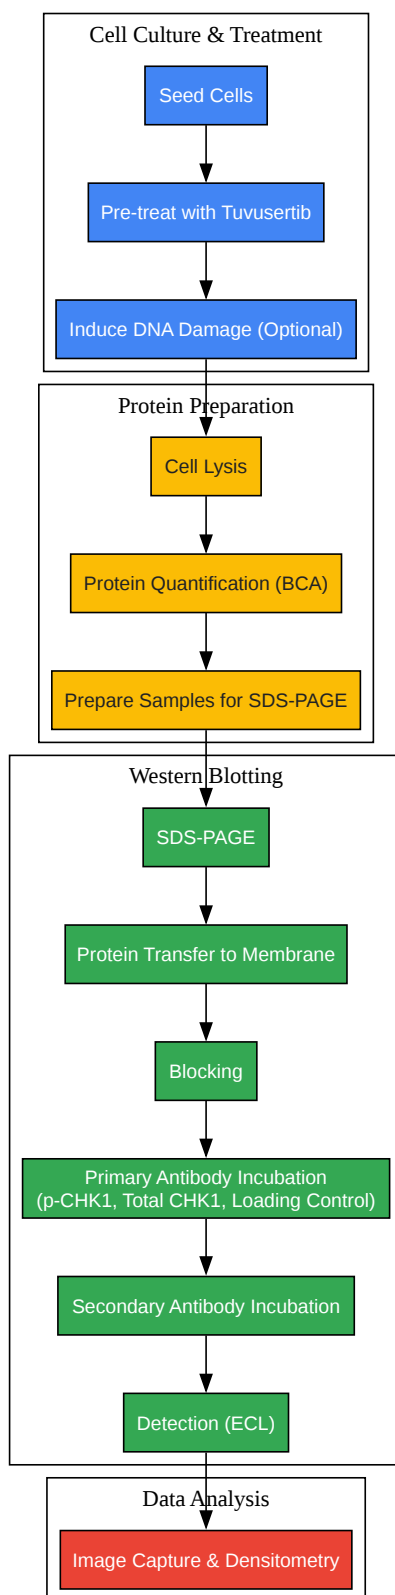 Cell Culture & Treatment
Seed Cells
Pre-treat with Tuvusertib
Induce DNA Damage (Optional)
Protein Preparation
Cell Lysis
Protein Quantification (BCA)
Prepare Samples for SDS-PAGE
Western Blotting
SDS-PAGE
Protein Transfer to Membrane
Blocking
Primary Antibody Incubation
(p-CHK1, Total CHK1, Loading Control)
Secondary Antibody Incubation
Detection (ECL)
Data Analysis
Image Capture & Densitometry